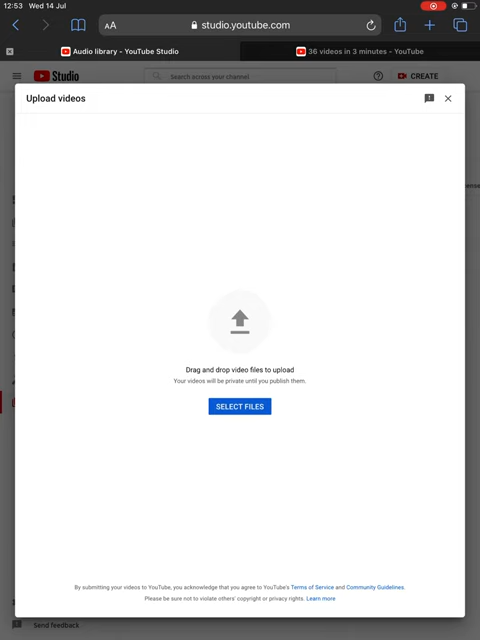 12:53 Wed 14 Jul
AA studio.youtube.com
Audio library - YouTube Studio
36 videos in 3 minutes - YouTube
Studio
Search across your channel
CREATE
Upload videos
Drag and drop video files to upload
Your videos will be private until you publish them.
SELECT FILES
By submitting your videos to YouTube, you acknowledge that you agree to YouTube's Terms of Service and Community Guidelines.
Please be sure not to violate others' copyright or privacy rights. Learn more
Send feedback